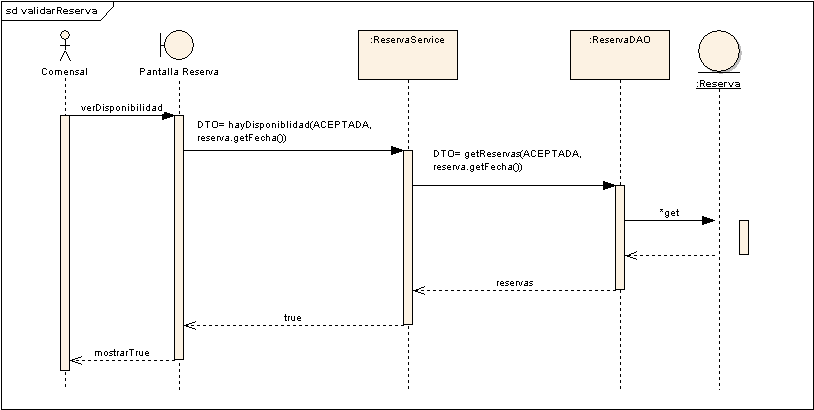 sd validarReserva
Comensal
Pantalla Reserva
:ReservaService
:ReservaDAO
:Reserva
verDisponibilidad
DTO= hayDisponiblidad(ACEPTADA,
reserva.getFecha())
DTO= getReservas(ACEPTADA,
reserva.getFecha())
*get
reservas
true
mostrarTrue